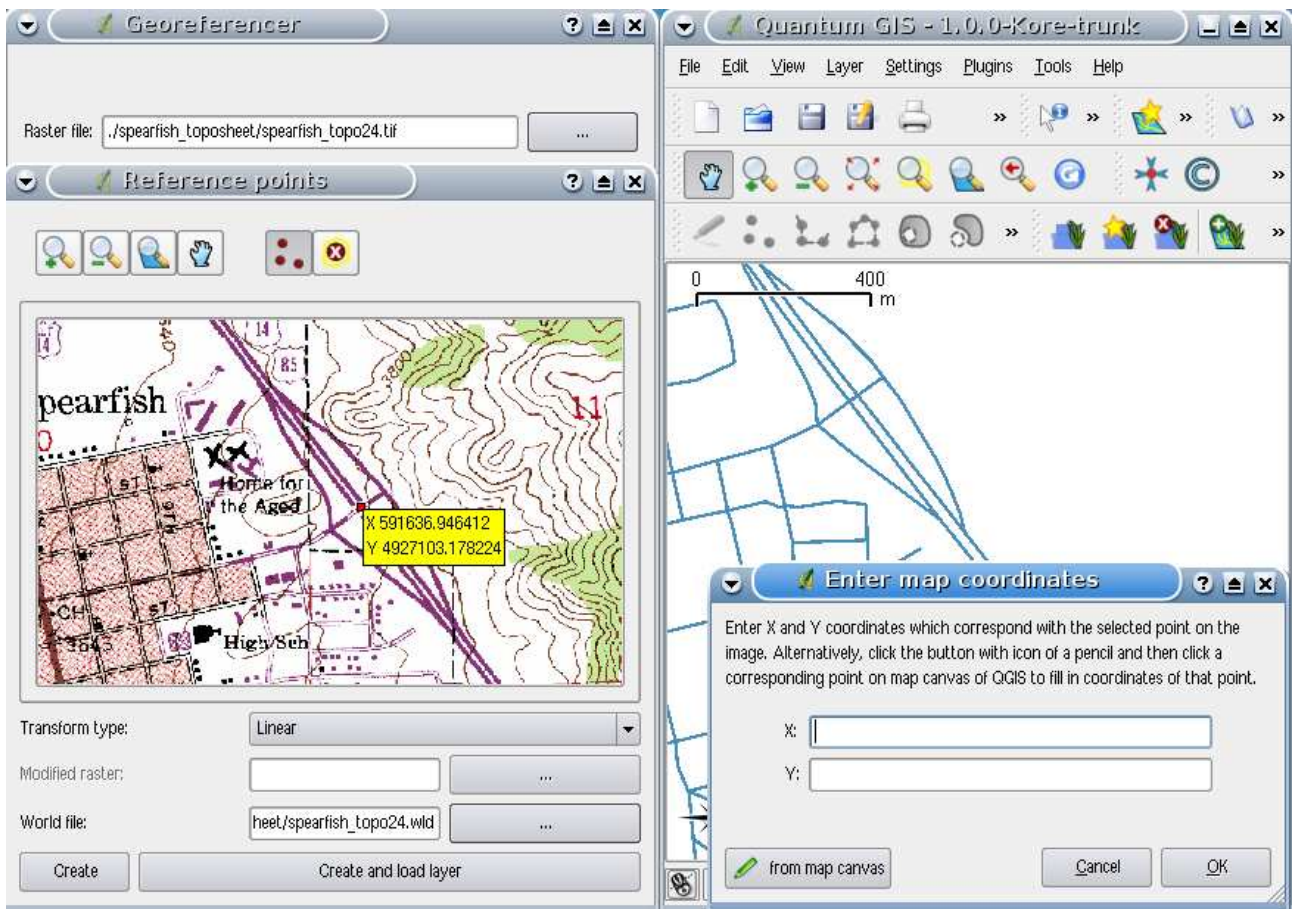 Georeferencer
Raster file: ./spearfish_toposheet/spearfish_topo24.tif ...
Reference points
14
14
85
pearfish
11
Home for
the Aged
X 591636.946412
Y 4927103.178224
CH
High Sch
Transform type: Linear
Modified raster: ...
World file: heet/spearfish_topo24.wld ...
Create Create and load layer
Quantum GIS - 1.0.0-Kore-trunk
File Edit View Layer Settings Plugins Tools Help
0 400
m
Enter map coordinates
Enter X and Y coordinates which correspond with the selected point on the
image. Alternatively, click the button with icon of a pencil and then click a
corresponding point on map canvas of QGIS to fill in coordinates of that point.
X:
Y:
from map canvas Cancel OK